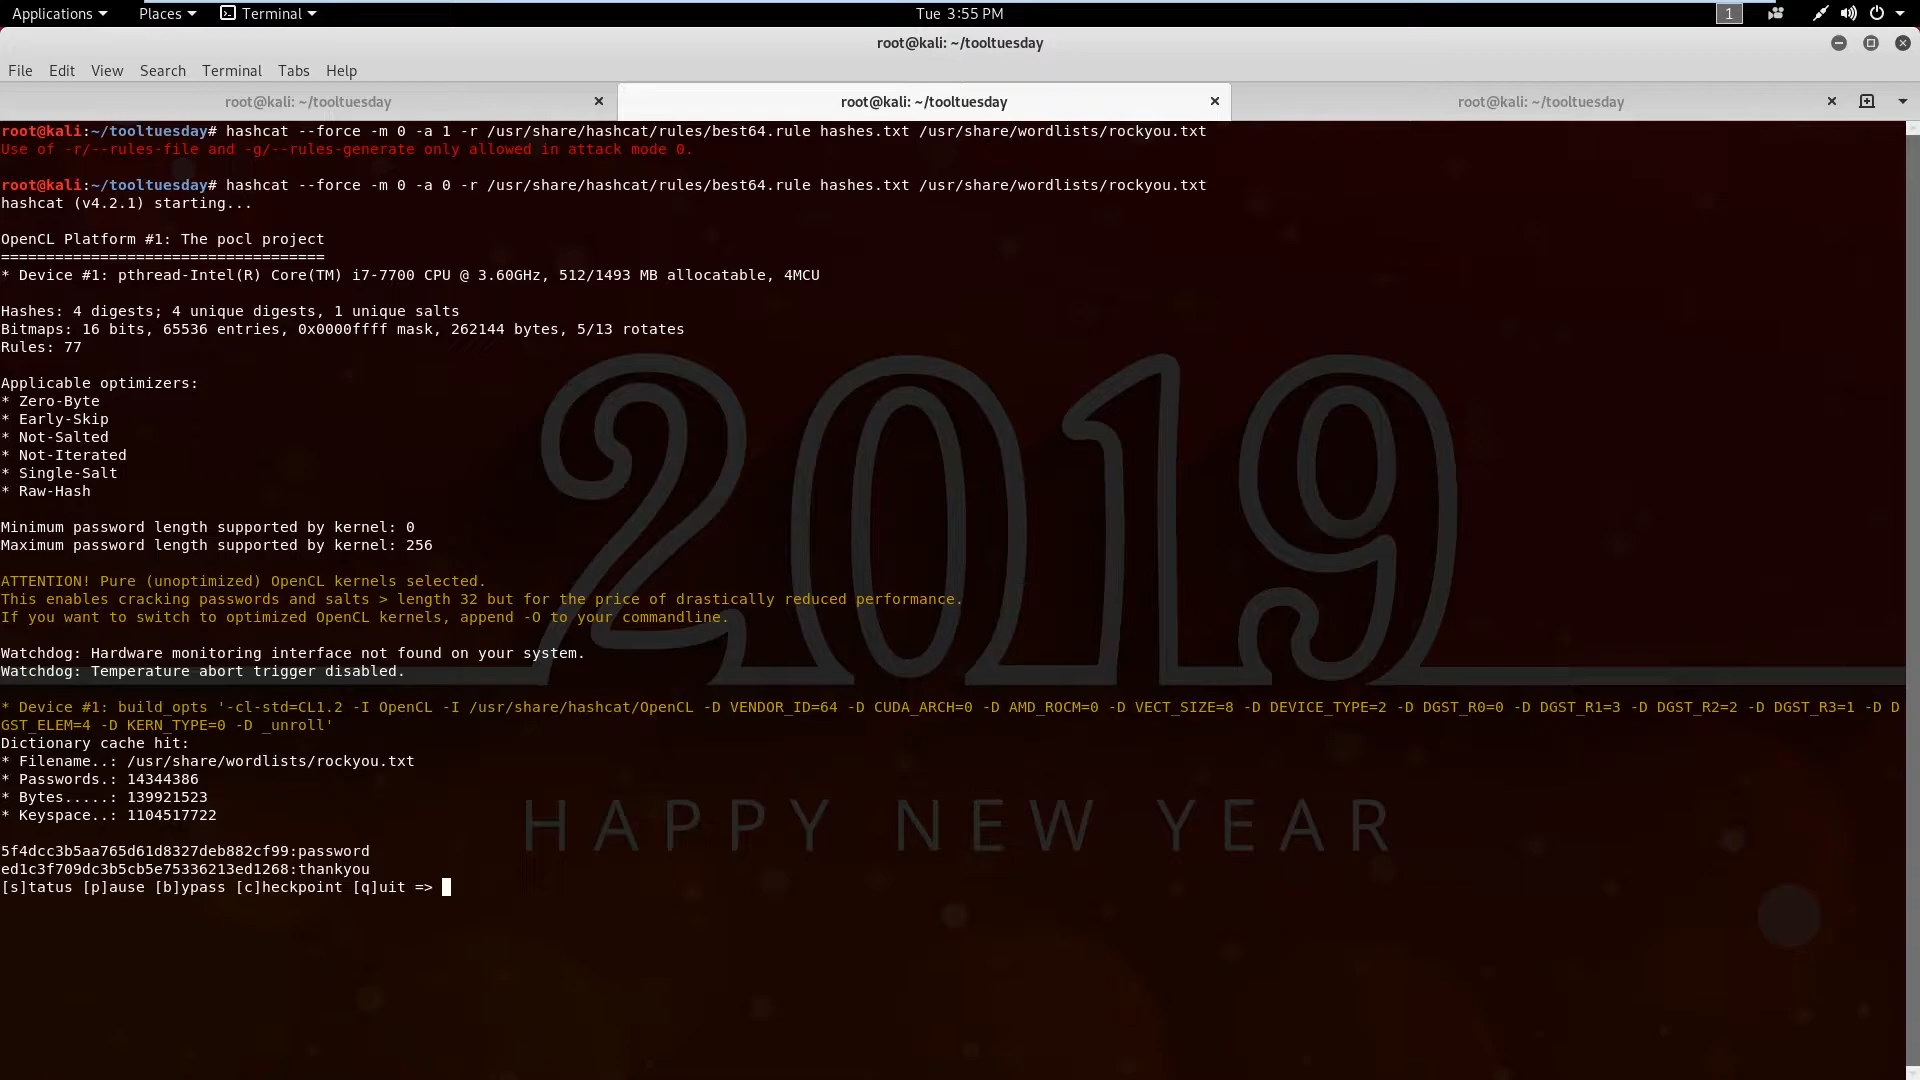 Applications Places Terminal Tue 3:55 PM 1
root@kali: ~/tooltuesday
File Edit View Search Terminal Tabs Help
root@kali: ~/tooltuesday root@kali: ~/tooltuesday root@kali: ~/tooltuesday
root@kali:~/tooltuesday# hashcat --force -m 0 -a 1 -r /usr/share/hashcat/rules/best64.rule hashes.txt /usr/share/wordlists/rockyou.txt
Use of -r/--rules-file and -g/--rules-generate only allowed in attack mode 0.
root@kali:~/tooltuesday# hashcat --force -m 0 -a 0 -r /usr/share/hashcat/rules/best64.rule hashes.txt /usr/share/wordlists/rockyou.txt
hashcat (v4.2.1) starting...
OpenCL Platform #1: The pocl project
====================================
* Device #1: pthread-Intel(R) Core(TM) i7-7700 CPU @ 3.60GHz, 512/1493 MB allocatable, 4MCU
Hashes: 4 digests; 4 unique digests, 1 unique salts
Bitmaps: 16 bits, 65536 entries, 0x0000ffff mask, 262144 bytes, 5/13 rotates
Rules: 77
Applicable optimizers:
* Zero-Byte
* Early-Skip
* Not-Salted
* Not-Iterated
* Single-Salt
* Raw-Hash
Minimum password length supported by kernel: 0
Maximum password length supported by kernel: 256
ATTENTION! Pure (unoptimized) OpenCL kernels selected.
This enables cracking passwords and salts > length 32 but for the price of drastically reduced performance.
If you want to switch to optimized OpenCL kernels, append -O to your commandline.
Watchdog: Hardware monitoring interface not found on your system.
Watchdog: Temperature abort trigger disabled.
* Device #1: build_opts '-cl-std=CL1.2 -I OpenCL -I /usr/share/hashcat/OpenCL -D VENDOR_ID=64 -D CUDA_ARCH=0 -D AMD_ROCM=0 -D VECT_SIZE=8 -D DEVICE_TYPE=2 -D DGST_R0=0 -D DGST_R1=3 -D DGST_R2=2 -D DGST_R3=1 -D D
GST_ELEM=4 -D KERN_TYPE=0 -D _unroll'
Dictionary cache hit:
* Filename..: /usr/share/wordlists/rockyou.txt
* Passwords.: 14344386
* Bytes.....: 139921523
* Keyspace..: 1104517722
5f4dcc3b5aa765d61d8327deb882cf99:password
ed1c3f709dc3b5cb5e75336213ed1268:thankyou
[s]tatus [p]ause [b]ypass [c]heckpoint [q]uit =>
2019
HAPPY NEW YEAR